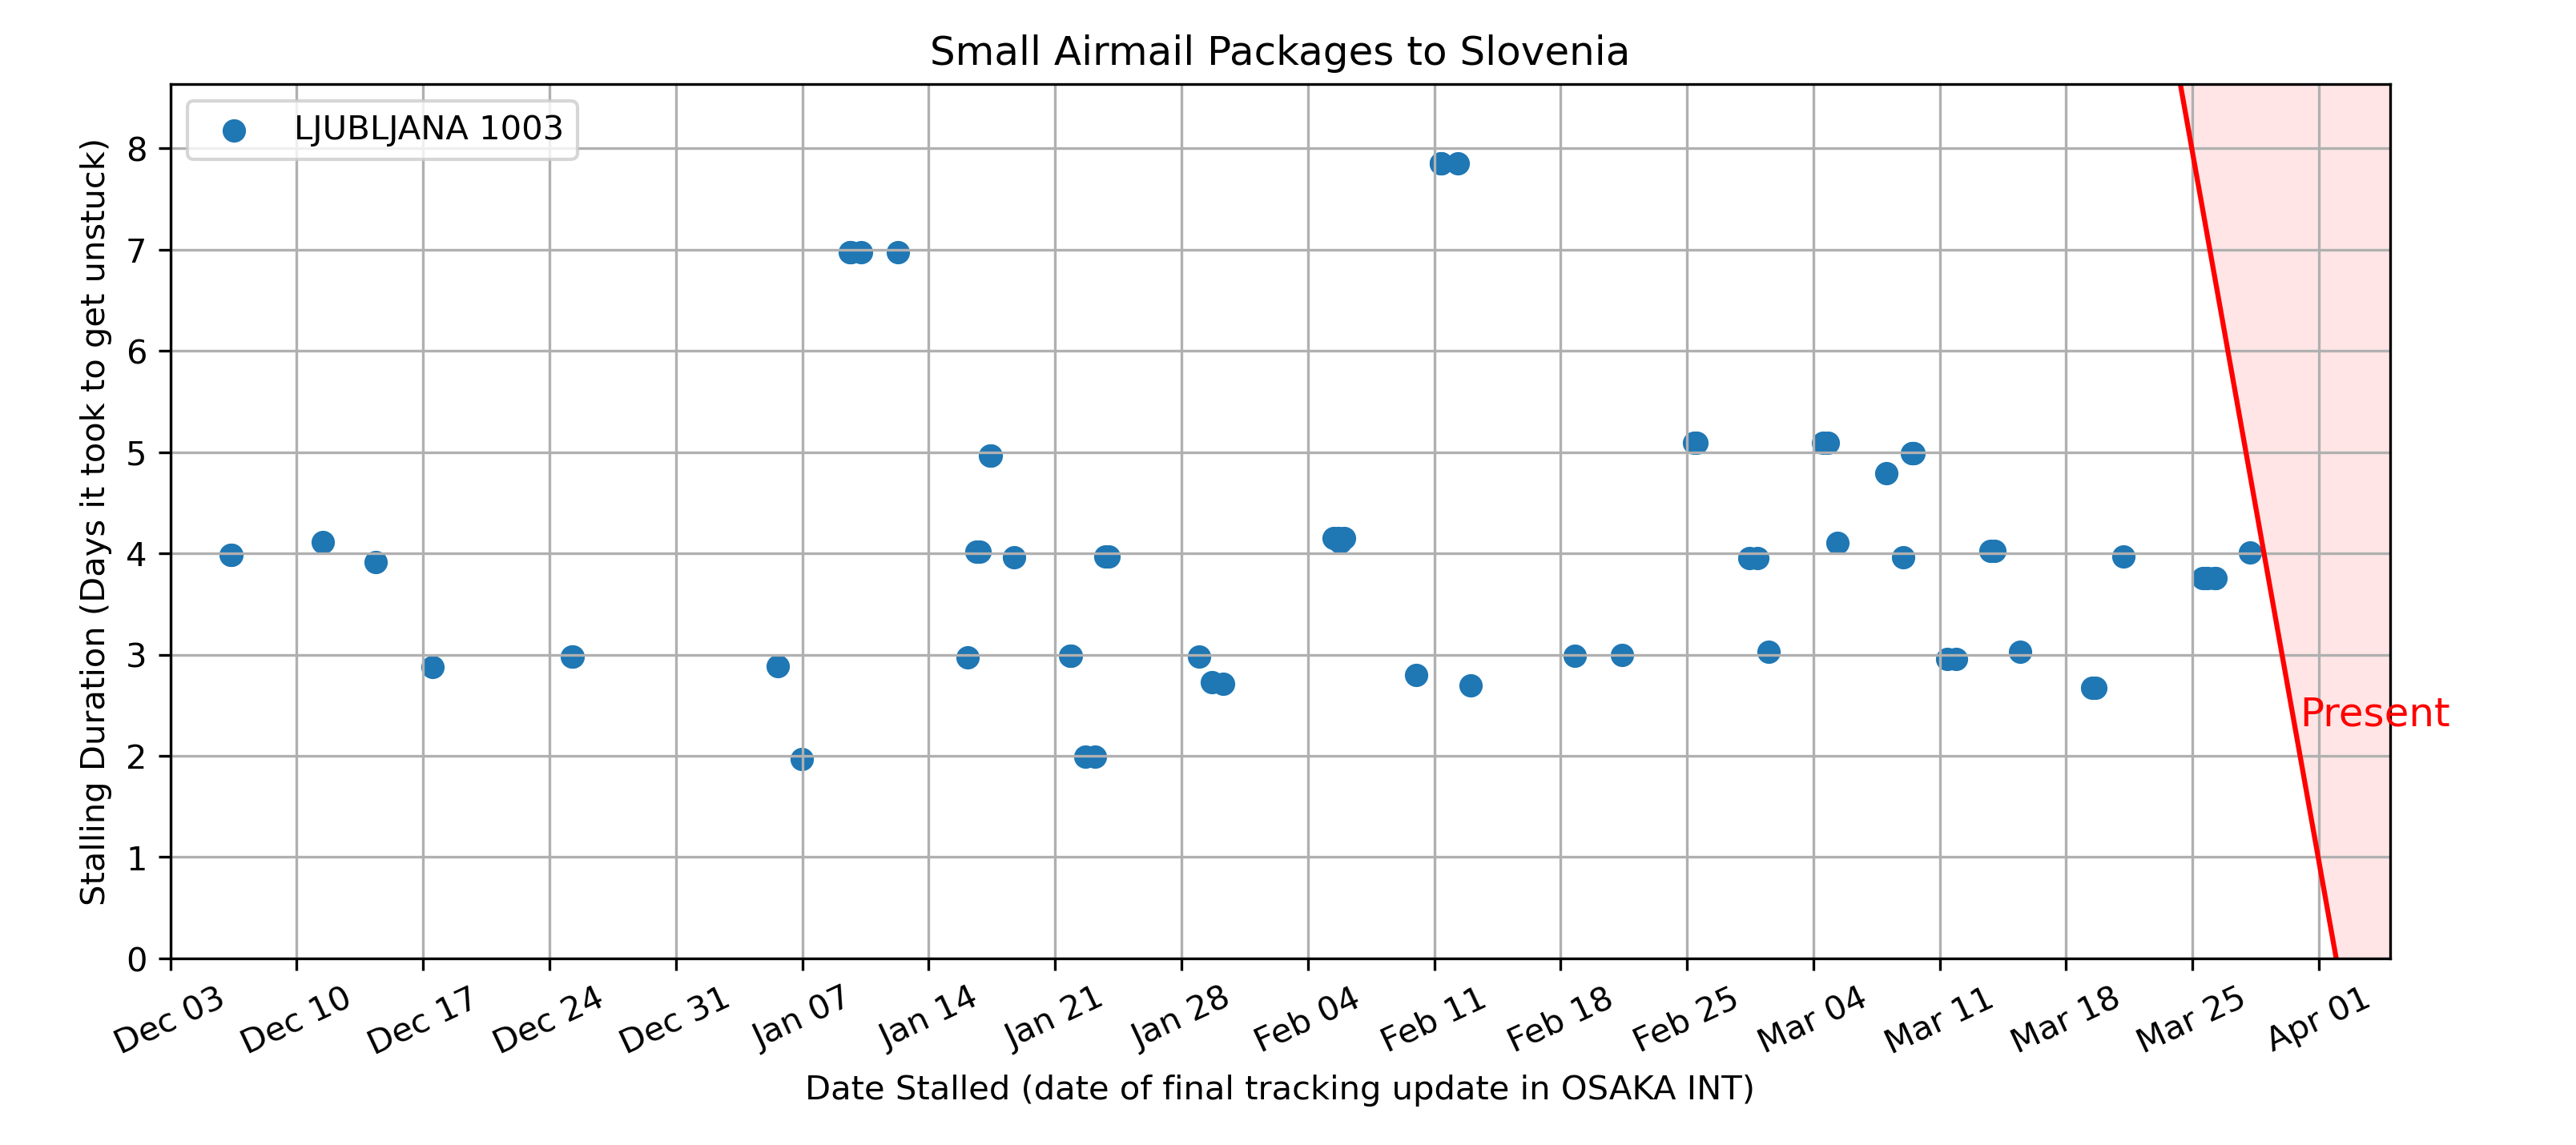 Small Airmail Packages to Slovenia
LJUBLJANA 1003
Stalling Duration (Days it took to get unstuck)
8
7
6
5
4
3
2
1
0
Present
Dec 03 Dec 10 Dec 17 Dec 24 Dec 31 Jan 07 Jan 14 Jan 21 Jan 28 Feb 04 Feb 11 Feb 18 Feb 25 Mar 04 Mar 11 Mar 18 Mar 25 Apr 01
Date Stalled (date of final tracking update in OSAKA INT)